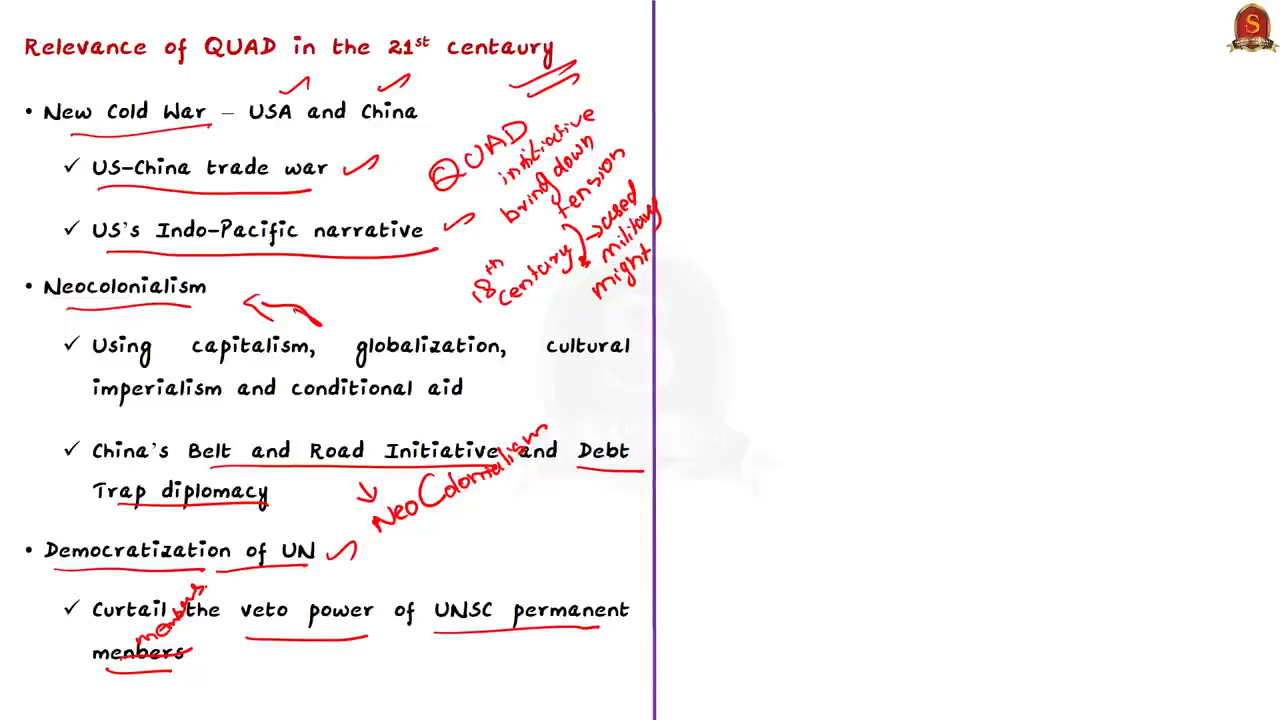 Relevance of QUAD in the 21st centaury
• New Cold War – USA and China
✓ US-China trade war
✓ US's Indo-Pacific narrative
• Neocolonialism
✓ Using capitalism, globalization, cultural
imperialism and conditional aid
✓ China's Belt and Road Initiative and Debt
Trap diplomacy
• Democratization of UN
✓ Curtail the veto power of UNSC permanent
menbers
QUAD
initiative
bring down
tension
18th
century
→ used
military
might
NeoColonialism
members
S